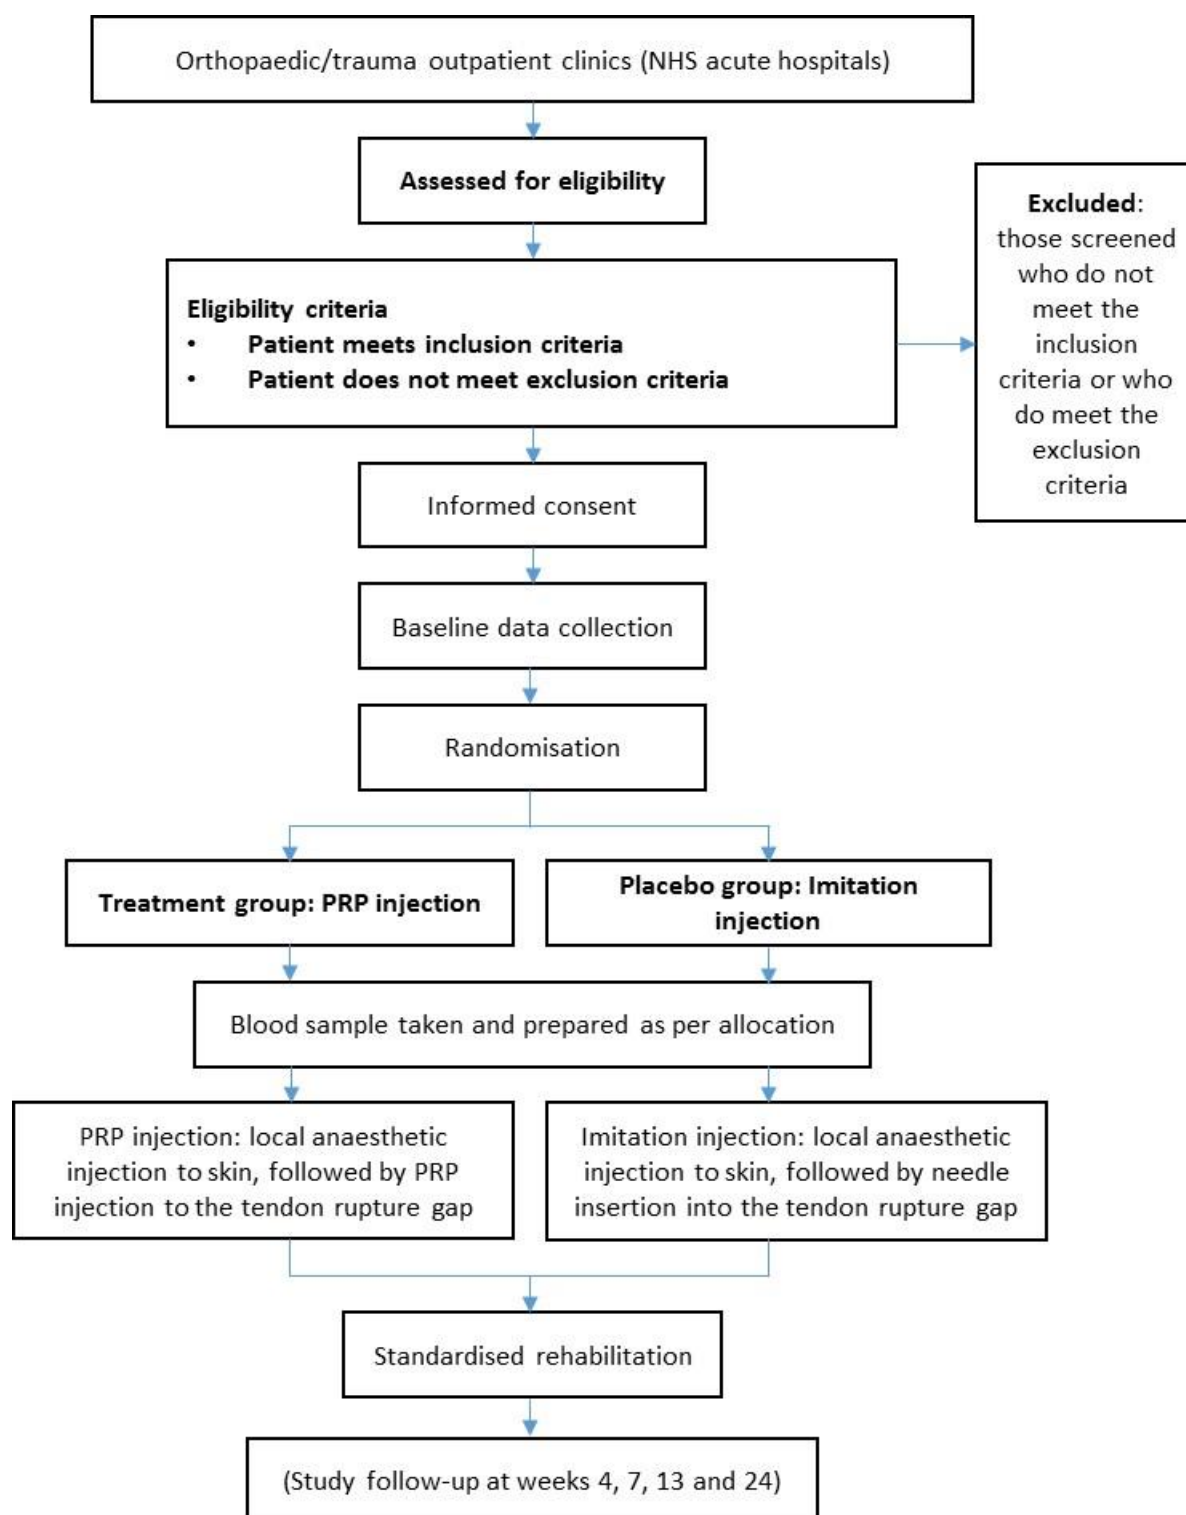 Orthopaedic/trauma outpatient clinics (NHS acute hospitals)
Assessed for eligibility
Eligibility criteria
• Patient meets inclusion criteria
• Patient does not meet exclusion criteria
Excluded:
those screened
who do not
meet the
inclusion
criteria or who
do meet the
exclusion
criteria
Informed consent
Baseline data collection
Randomisation
Treatment group: PRP injection
Placebo group: Imitation
injection
Blood sample taken and prepared as per allocation
PRP injection: local anaesthetic
injection to skin, followed by PRP
injection to the tendon rupture gap
Imitation injection: local anaesthetic
injection to skin, followed by needle
insertion into the tendon rupture gap
Standardised rehabilitation
(Study follow-up at weeks 4, 7, 13 and 24)